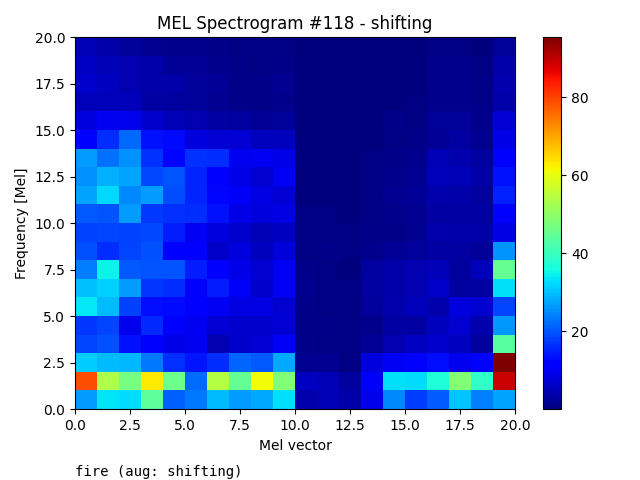 MEL Spectrogram #118 - shifting
20.0
17.5
15.0
12.5
10.0
7.5
5.0
2.5
0.0
Frequency [Mel]
0.0 2.5 5.0 7.5 10.0 12.5 15.0 17.5 20.0
Mel vector
80
60
40
20
fire (aug: shifting)